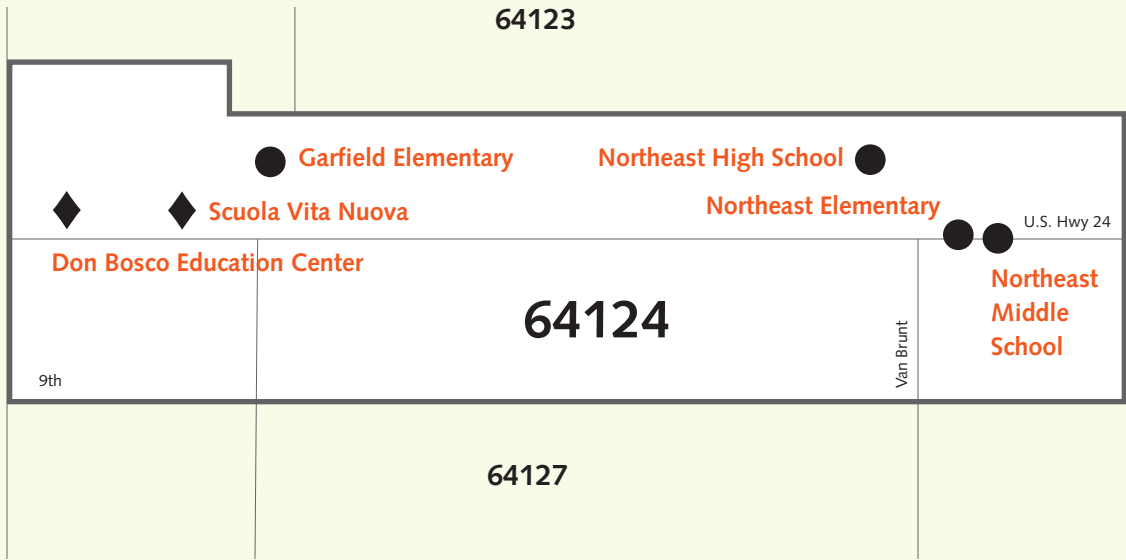 64123
Garfield Elementary
Northeast High School
Scuola Vita Nuova
Northeast Elementary
U.S. Hwy 24
Don Bosco Education Center
Northeast
Middle
School
64124
Van Brunt
9th
64127